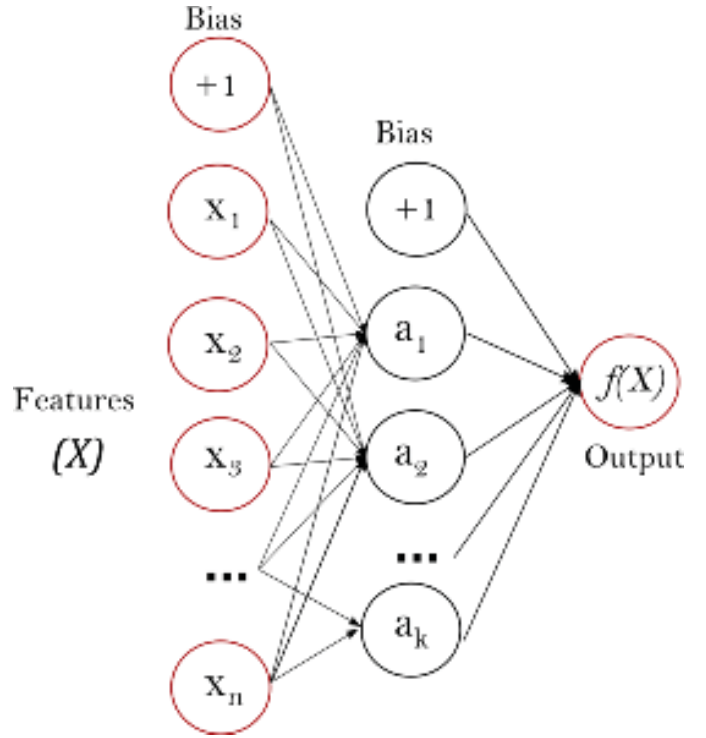 Bias
+1
Bias
x₁
+1
x₂
a₁
f(X)
Features
(X)
x₃
a₂
Output
...
...
xₙ
aₖ